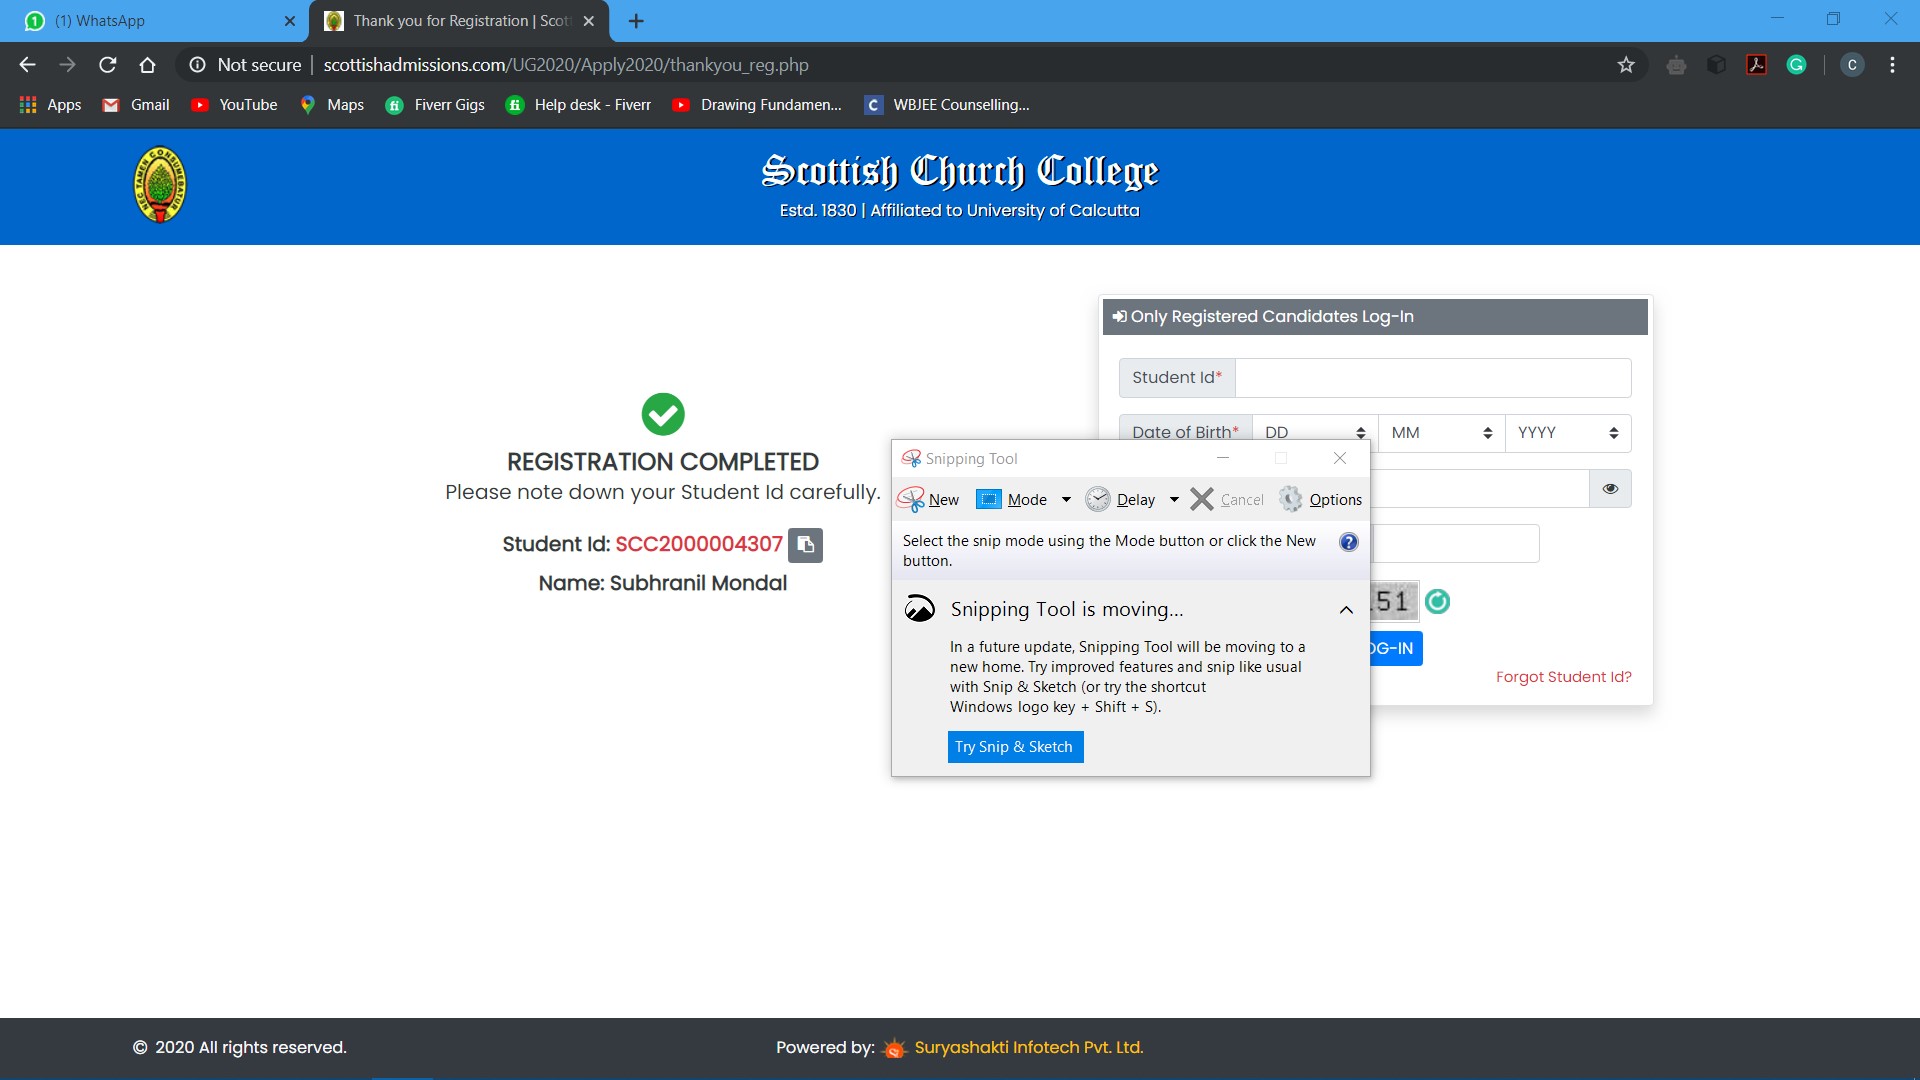 (1) WhatsApp
Thank you for Registration | Scot
Not secure | scottishadmissions.com/UG2020/Apply2020/thankyou_reg.php
C
Apps Gmail YouTube Maps Fiverr Gigs Help desk - Fiverr Drawing Fundamen... WBJEE Counselling...
NEC TAMEN CONSUMEBATUR
Scottish Church College
Estd. 1830 | Affiliated to University of Calcutta
Only Registered Candidates Log-In
Student Id*
Date of Birth* DD MM YYYY
REGISTRATION COMPLETED
Please note down your Student Id carefully.
Student Id: SCC2000004307
Name: Subhranil Mondal
Snipping Tool
New Mode Delay Cancel Options
Select the snip mode using the Mode button or click the New
button.
Snipping Tool is moving...
In a future update, Snipping Tool will be moving to a
new home. Try improved features and snip like usual
with Snip & Sketch (or try the shortcut
Windows logo key + Shift + S).
Try Snip & Sketch
51
OG-IN
Forgot Student Id?
© 2020 All rights reserved.
Powered by: Suryashakti Infotech Pvt. Ltd.